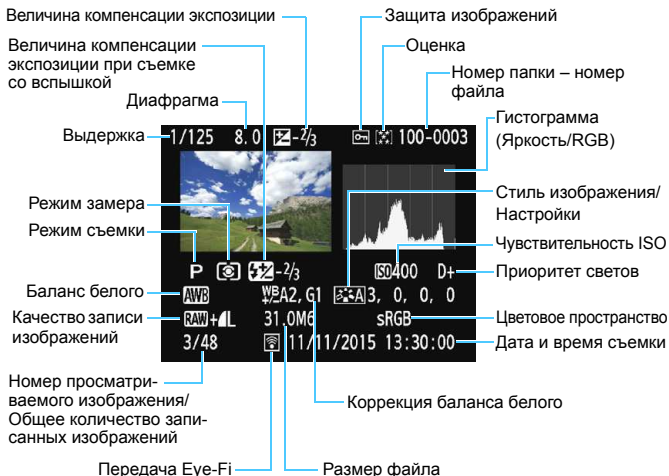 Величина компенсации экспозиции
Защита изображений
Величина компенсации
экспозиции при съемке
со вспышкой
Оценка
Номер папки – номер
файла
Диафрагма
Гистограмма
(Яркость/RGB)
Выдержка
1/125 8.0 -2/3 100-0003
Режим замера
Режим съемки
Стиль изображения/
Настройки
Чувствительность ISO
P -2/3 ISO400 D+
Приоритет светов
Баланс белого
AWB WB A2, G1 A3, 0, 0, 0
Качество записи
изображений
RAW+L 31.0M6 sRGB
Цветовое пространство
3/48 11/11/2015 13:30:00
Дата и время съемки
Номер просматри-
ваемого изображения/
Общее количество запи-
санных изображений
Коррекция баланса белого
Передача Eye-Fi
Размер файла